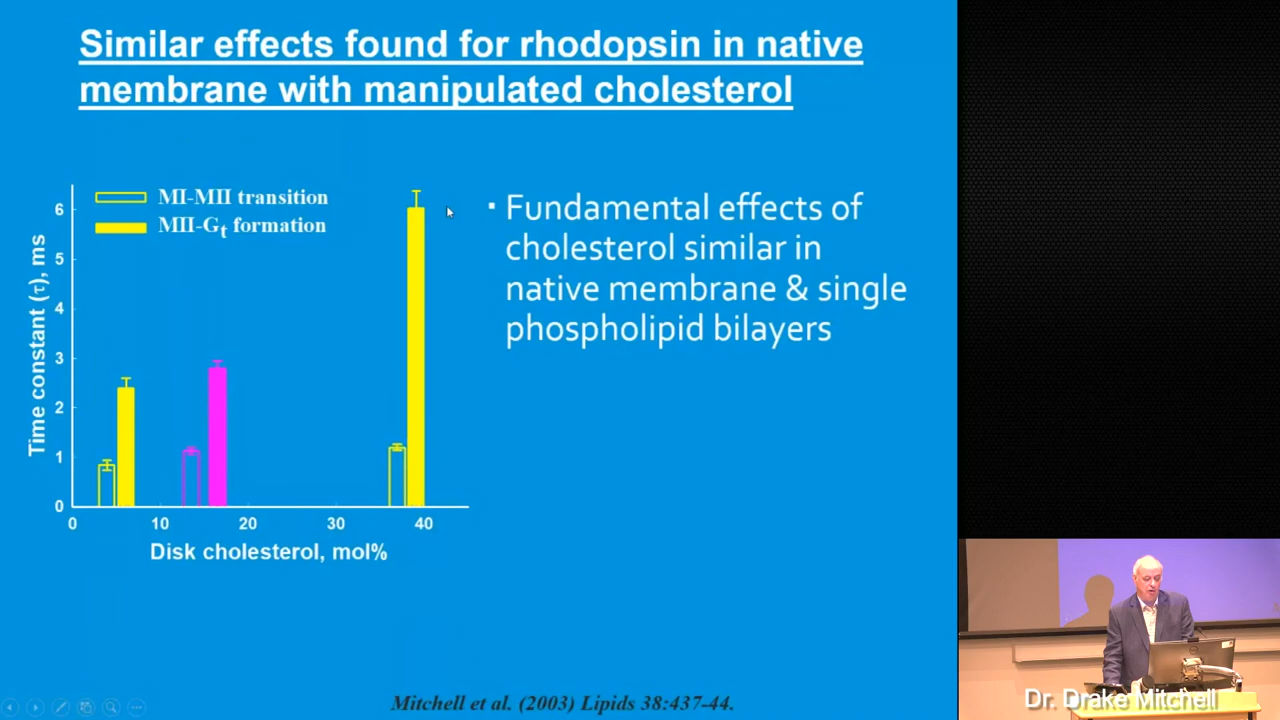 Similar effects found for rhodopsin in native
membrane with manipulated cholesterol
MI-MII transition
MII-Gt formation
Time constant (τ), ms
6
5
4
3
2
1
0
0 10 20 30 40
Disk cholesterol, mol%
▪ Fundamental effects of
cholesterol similar in
native membrane & single
phospholipid bilayers
Mitchell et al. (2003) Lipids 38:437-44.
Dr. Drake Mitchell